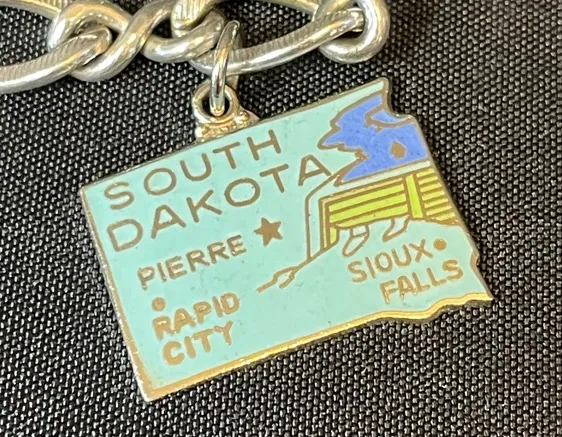 SOUTH
DAKOTA
PIERRE
RAPID
CITY
SIOUX
FALLS